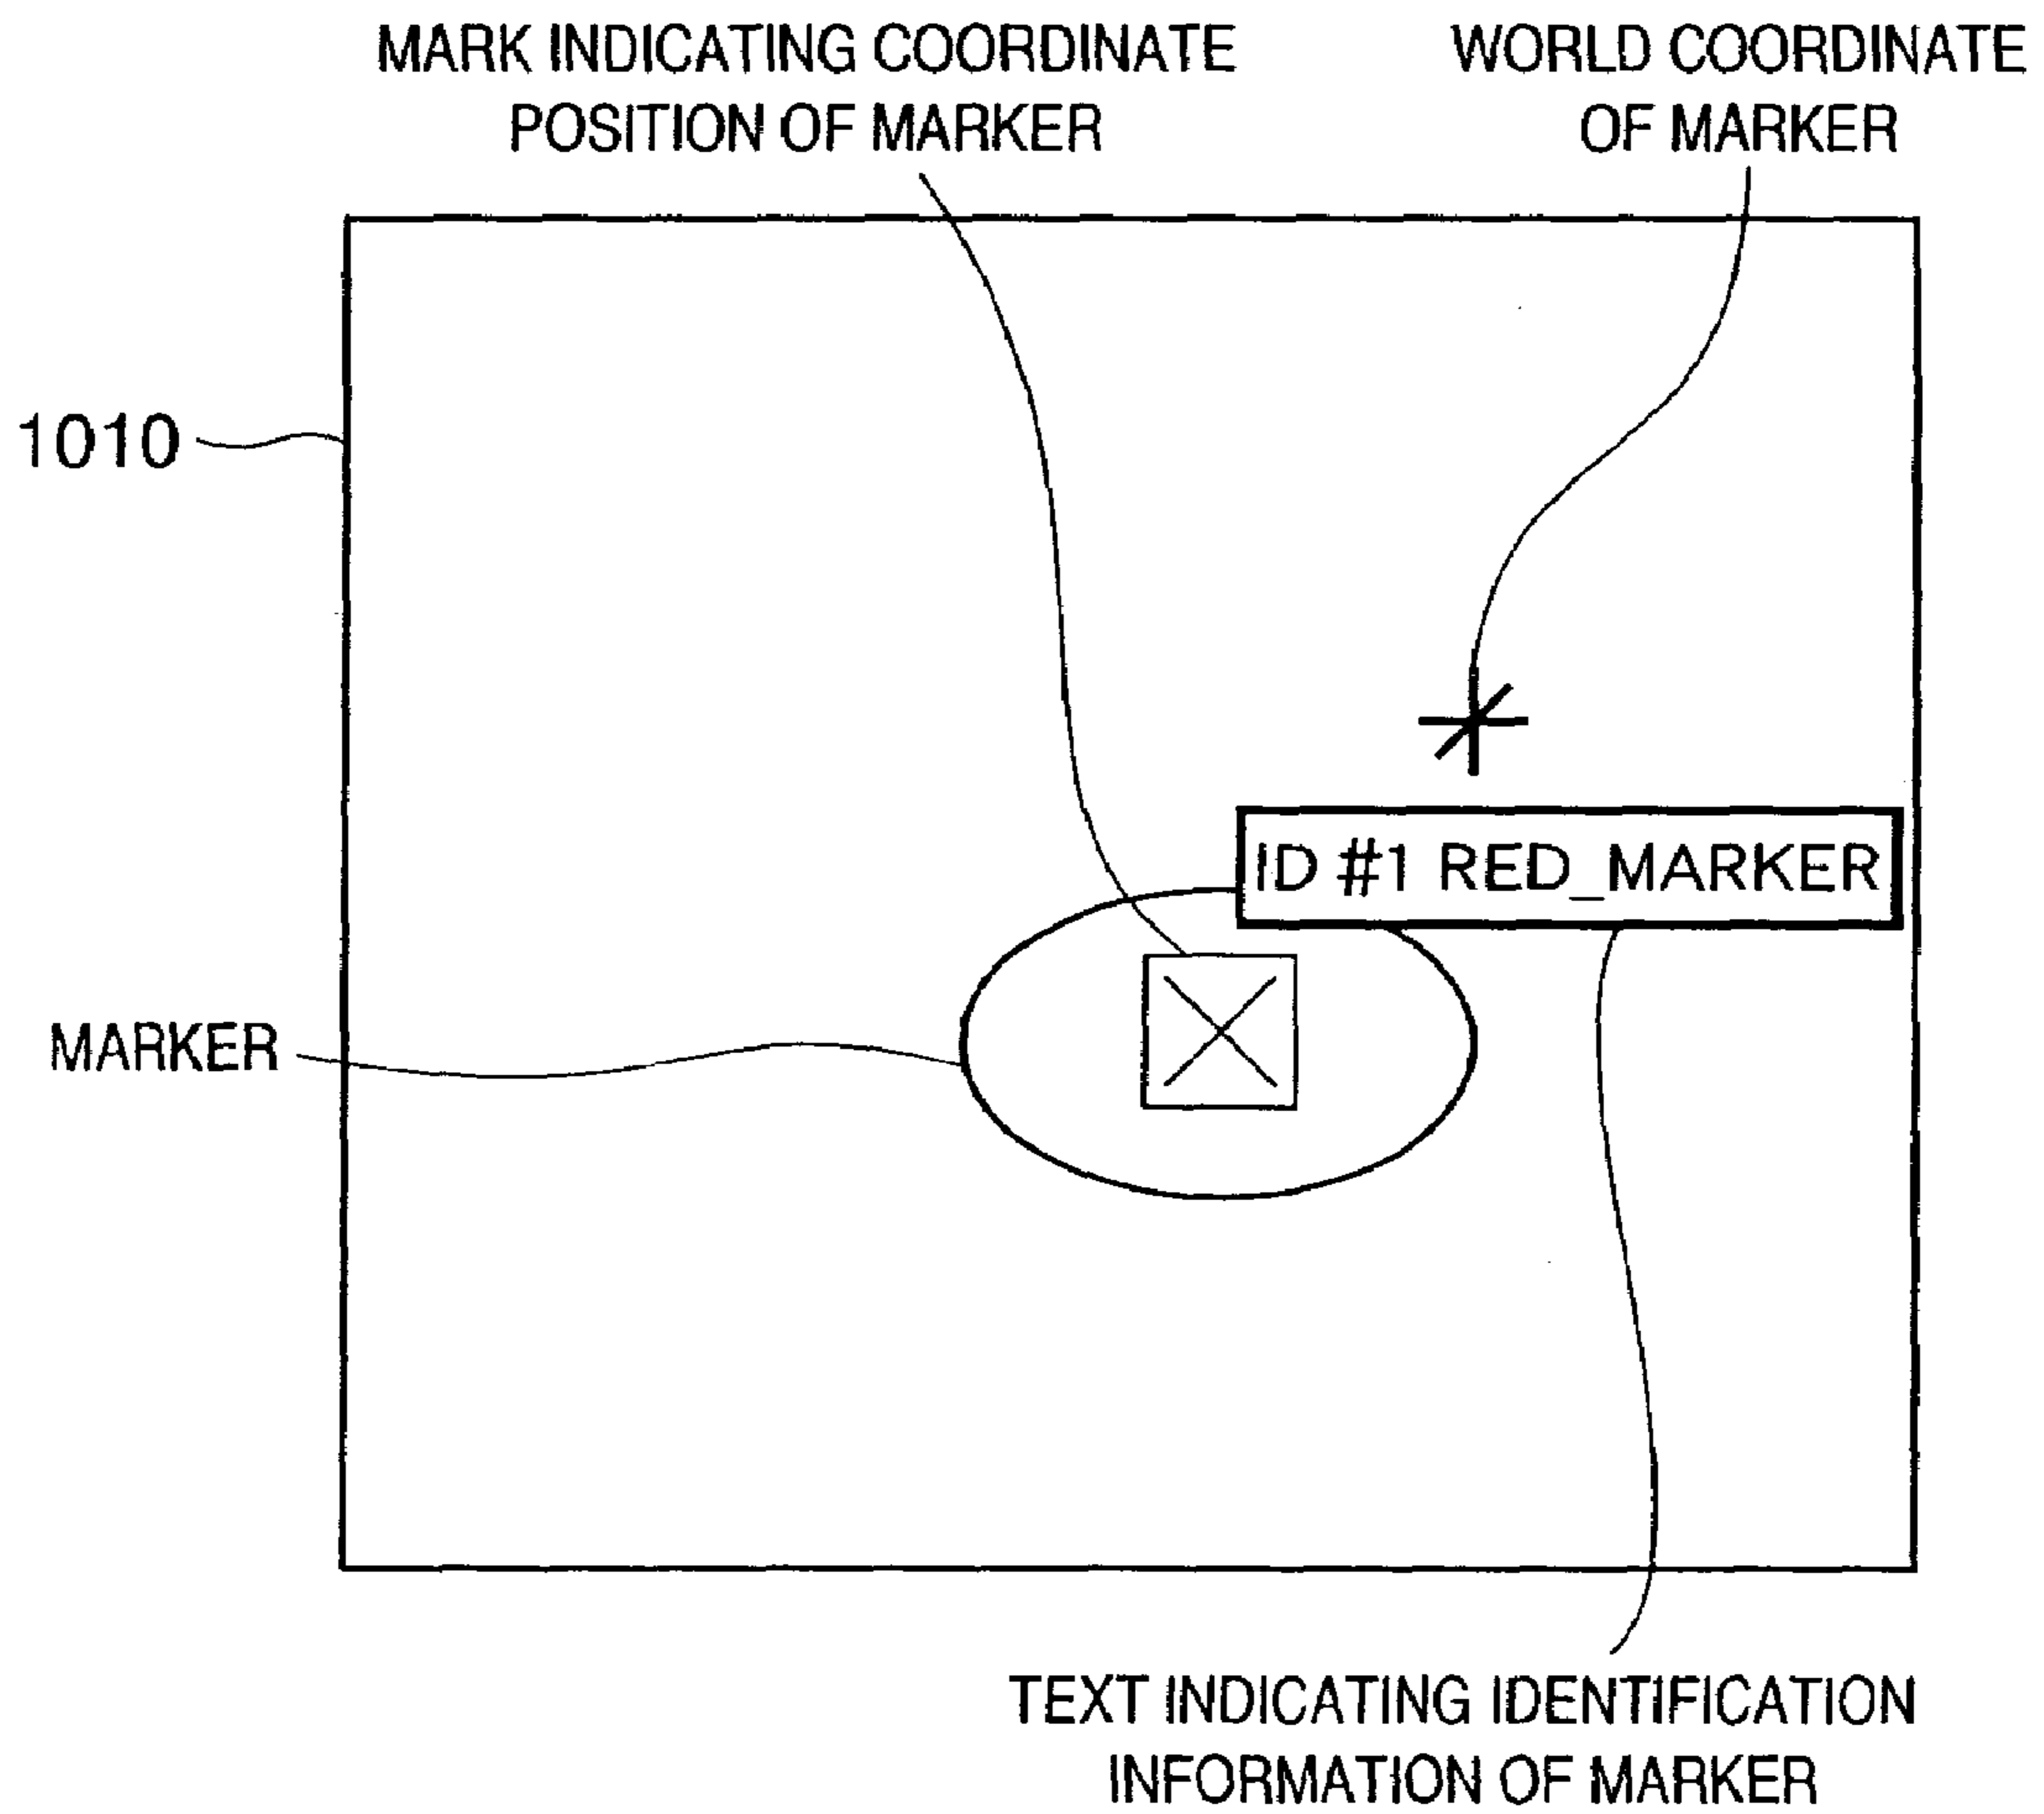 MARK INDICATING COORDINATE
POSITION OF MARKER
WORLD COORDINATE
OF MARKER
1010
ID #1 RED_MARKER
MARKER
TEXT INDICATING IDENTIFICATION
INFORMATION OF MARKER